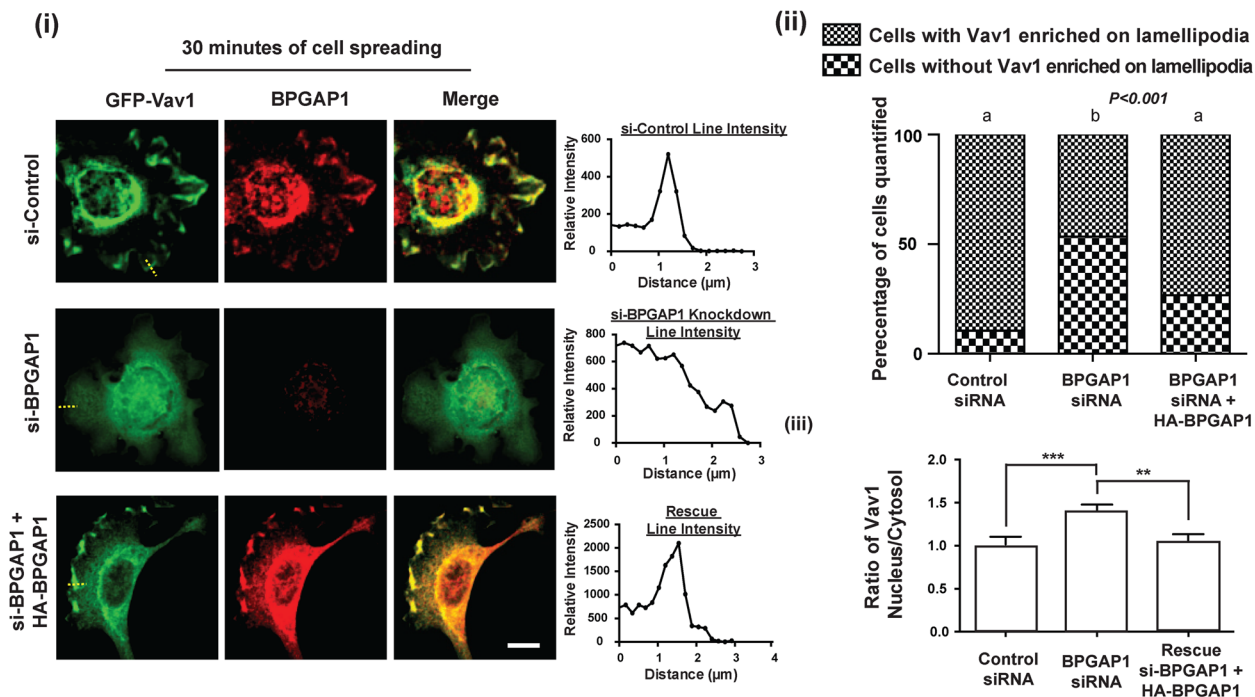 (i)
30 minutes of cell spreading
GFP-Vav1
BPGAP1
Merge
si-Control
si-BPGAP1
si-BPGAP1 +
HA-BPGAP1
si-Control Line Intensity
Relative Intensity
600
400
200
0
0 1 2 3
Distance (µm)
si-BPGAP1 Knockdown
Line Intensity
Relative Intensity
800
600
400
200
0
0 1 2 3
Distance (µm)
Rescue
Line Intensity
Relative Intensity
2500
2000
1500
1000
500
0
0 1 2 3 4
Distance (µm)
(ii)
Cells with Vav1 enriched on lamellipodia
Cells without Vav1 enriched on lamellipodia
P<0.001
a b a
Perecentage of cells quantified
100
50
0
Control
siRNA
BPGAP1
siRNA
BPGAP1
siRNA +
HA-BPGAP1
(iii)
Ratio of Vav1
Nucleus/Cytosol
2.0
1.5
1.0
0.5
0.0
***
**
Control
siRNA
BPGAP1
siRNA
Rescue
si-BPGAP1 +
HA-BPGAP1